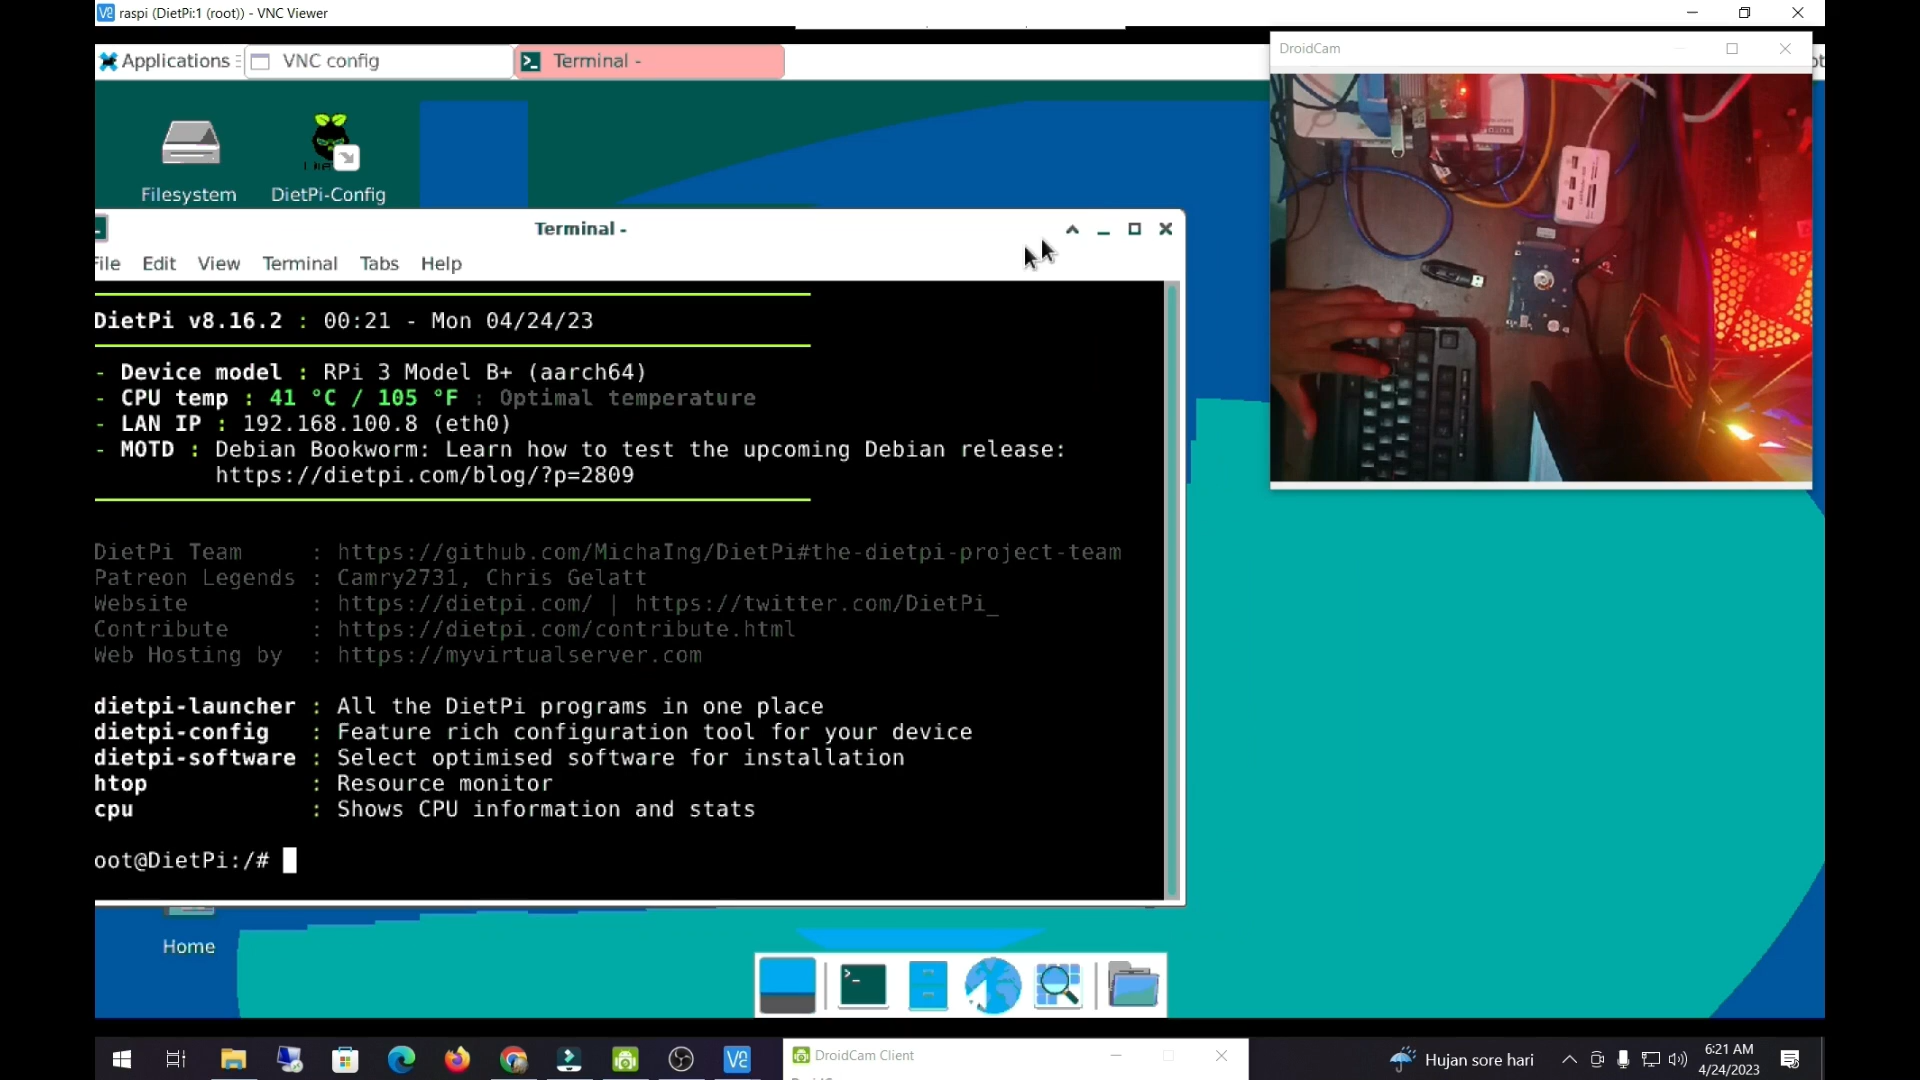 raspi (DietPi:1 (root)) - VNC Viewer
Applications
VNC config
Terminal -
DroidCam
Filesystem
DietPi-Config
Terminal -
File Edit View Terminal Tabs Help
DietPi v8.16.2 : 00:21 - Mon 04/24/23
- Device model : RPi 3 Model B+ (aarch64)
- CPU temp : 41 °C / 105 °F : Optimal temperature
- LAN IP : 192.168.100.8 (eth0)
- MOTD : Debian Bookworm: Learn how to test the upcoming Debian release:
https://dietpi.com/blog/?p=2809
DietPi Team : https://github.com/MichaIng/DietPi#the-dietpi-project-team
Patreon Legends : Camry2731, Chris Gelatt
Website : https://dietpi.com/ | https://twitter.com/DietPi_
Contribute : https://dietpi.com/contribute.html
Web Hosting by : https://myvirtualserver.com
dietpi-launcher : All the DietPi programs in one place
dietpi-config : Feature rich configuration tool for your device
dietpi-software : Select optimised software for installation
htop : Resource monitor
cpu : Shows CPU information and stats
oot@DietPi:/#
Home
DroidCam Client
Hujan sore hari
6:21 AM
4/24/2023